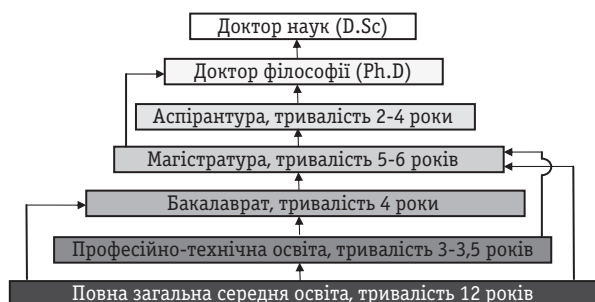 Доктор наук (D.Sc)
Доктор філософії (Ph.D)
Аспірантура, тривалість 2-4 роки
Магістратура, тривалість 5-6 років
Бакалаврат, тривалість 4 роки
Професійно-технічна освіта, тривалість 3-3,5 років
Повна загальна середня освіта, тривалість 12 років